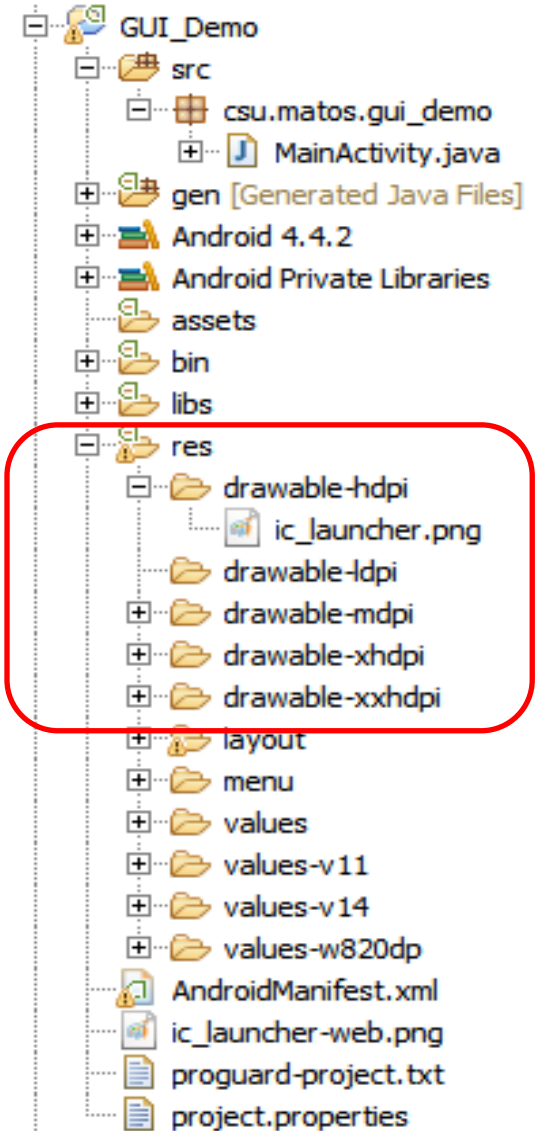 GUI_Demo
src
csu.matos.gui_demo
MainActivity.java
gen [Generated Java Files]
Android 4.4.2
Android Private Libraries
assets
bin
libs
res
drawable-hdpi
ic_launcher.png
drawable-ldpi
drawable-mdpi
drawable-xhdpi
drawable-xxhdpi
layout
menu
values
values-v11
values-v14
values-w820dp
AndroidManifest.xml
ic_launcher-web.png
proguard-project.txt
project.properties